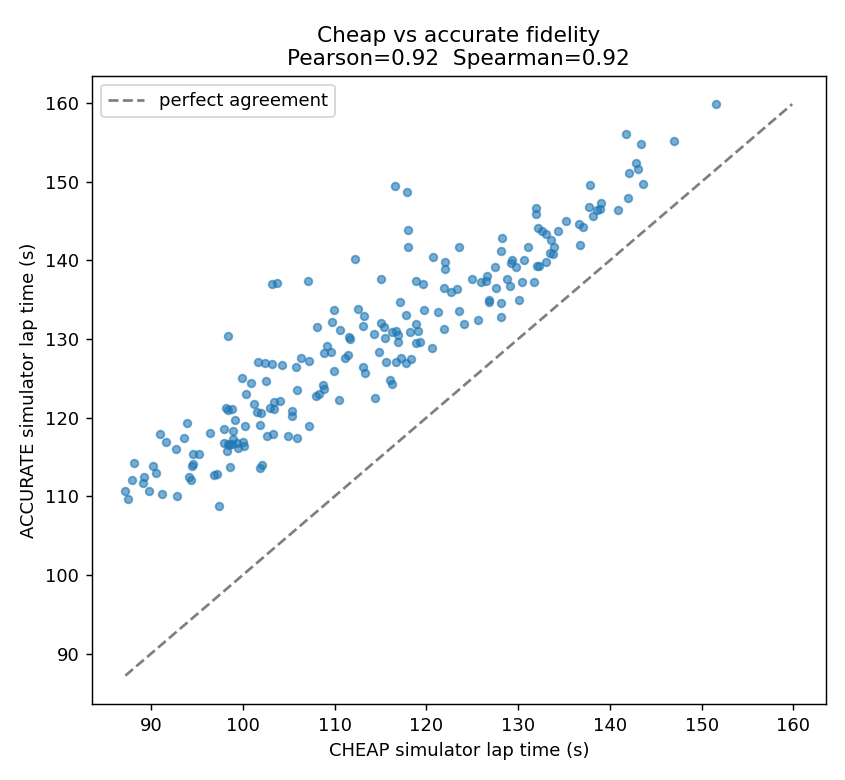 Cheap vs accurate fidelity
Pearson=0.92  Spearman=0.92
perfect agreement
ACCURATE simulator lap time (s)
160
150
140
130
120
110
100
90
90 100 110 120 130 140 150 160
CHEAP simulator lap time (s)